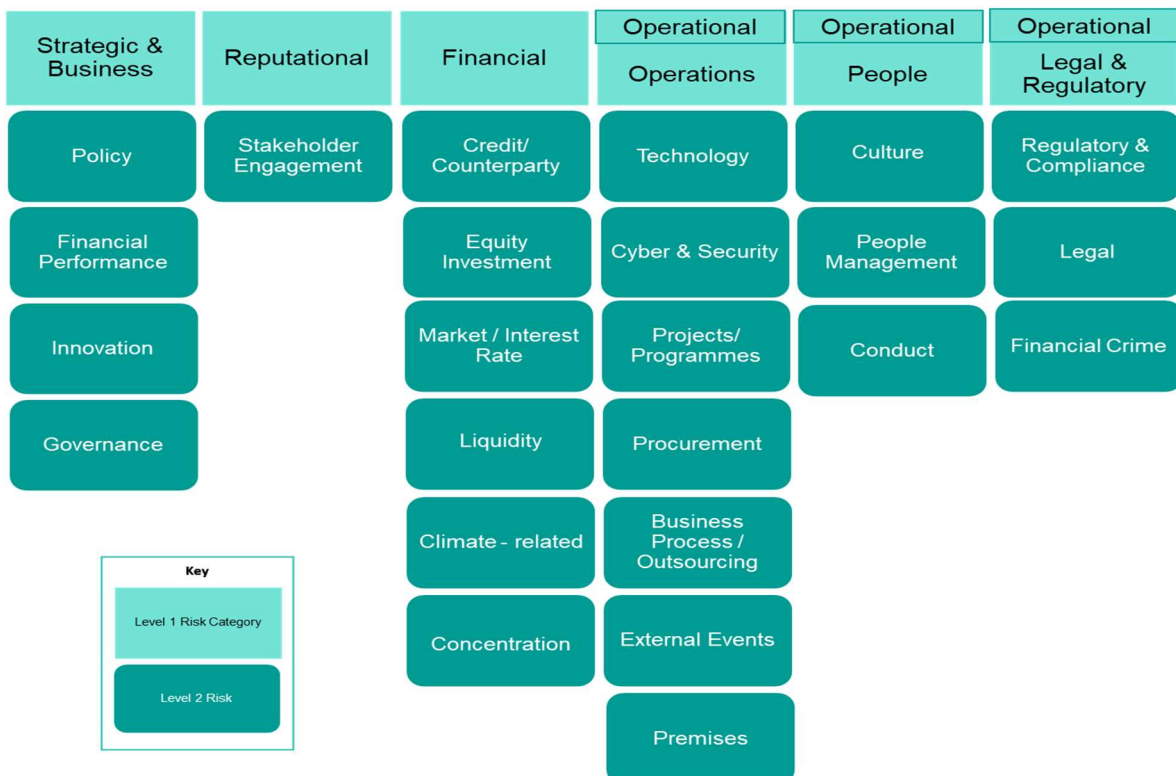 Strategic &
Business
Reputational
Financial
Operational
Operations
Operational
People
Operational
Legal &
Regulatory
Policy
Stakeholder
Engagement
Credit/
Counterparty
Technology
Culture
Regulatory &
Compliance
Financial
Performance
Equity
Investment
Cyber & Security
People
Management
Legal
Innovation
Market / Interest
Rate
Projects/
Programmes
Conduct
Financial Crime
Governance
Liquidity
Procurement
Climate - related
Business
Process /
Outsourcing
Concentration
External Events
Premises
Key
Level 1 Risk Category
Level 2 Risk